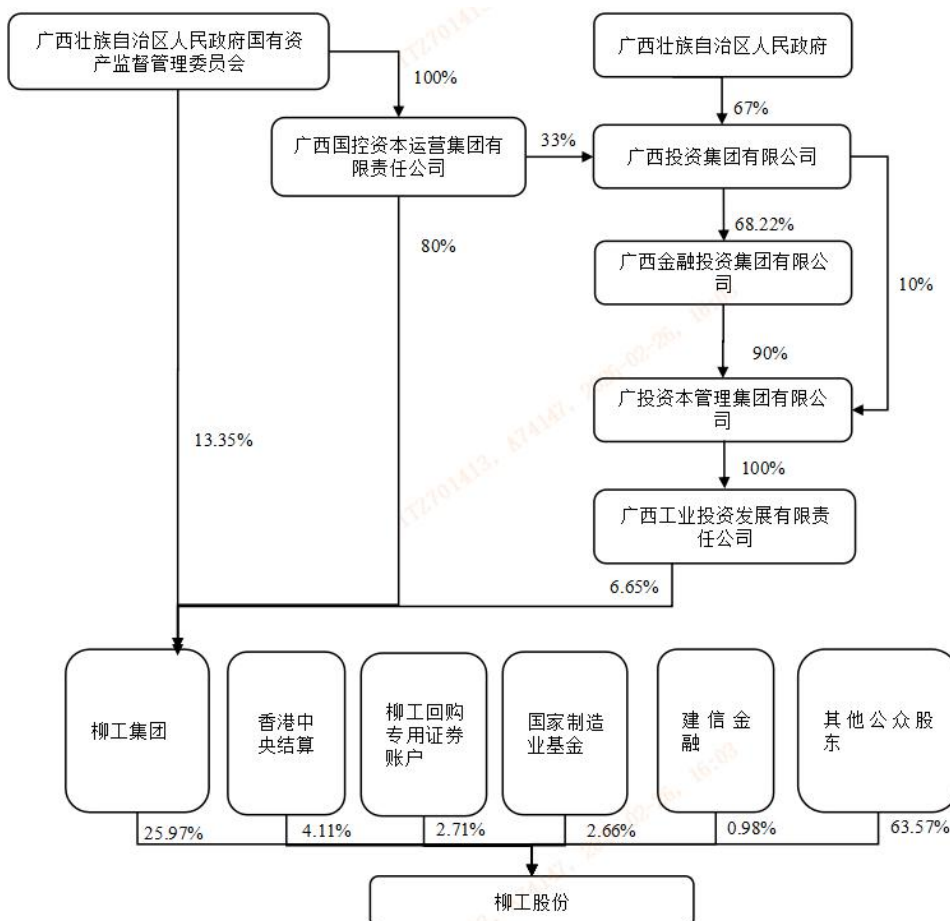 广西壮族自治区人民政府国有资
产监督管理委员会
广西壮族自治区人民政府
100%
67%
广西国控资本运营集团有
限责任公司
33%
广西投资集团有限公司
68.22%
80%
广西金融投资集团有限公
司
10%
90%
广投资本管理集团有限公
司
13.35%
100%
广西工业投资发展有限责
任公司
6.65%
柳工集团
香港中
央结算
柳工回购
专用证券
账户
国家制造
业基金
建信金
融
其他公众股
东
25.97%
4.11%
2.71%
2.66%
0.98%
63.57%
柳工股份